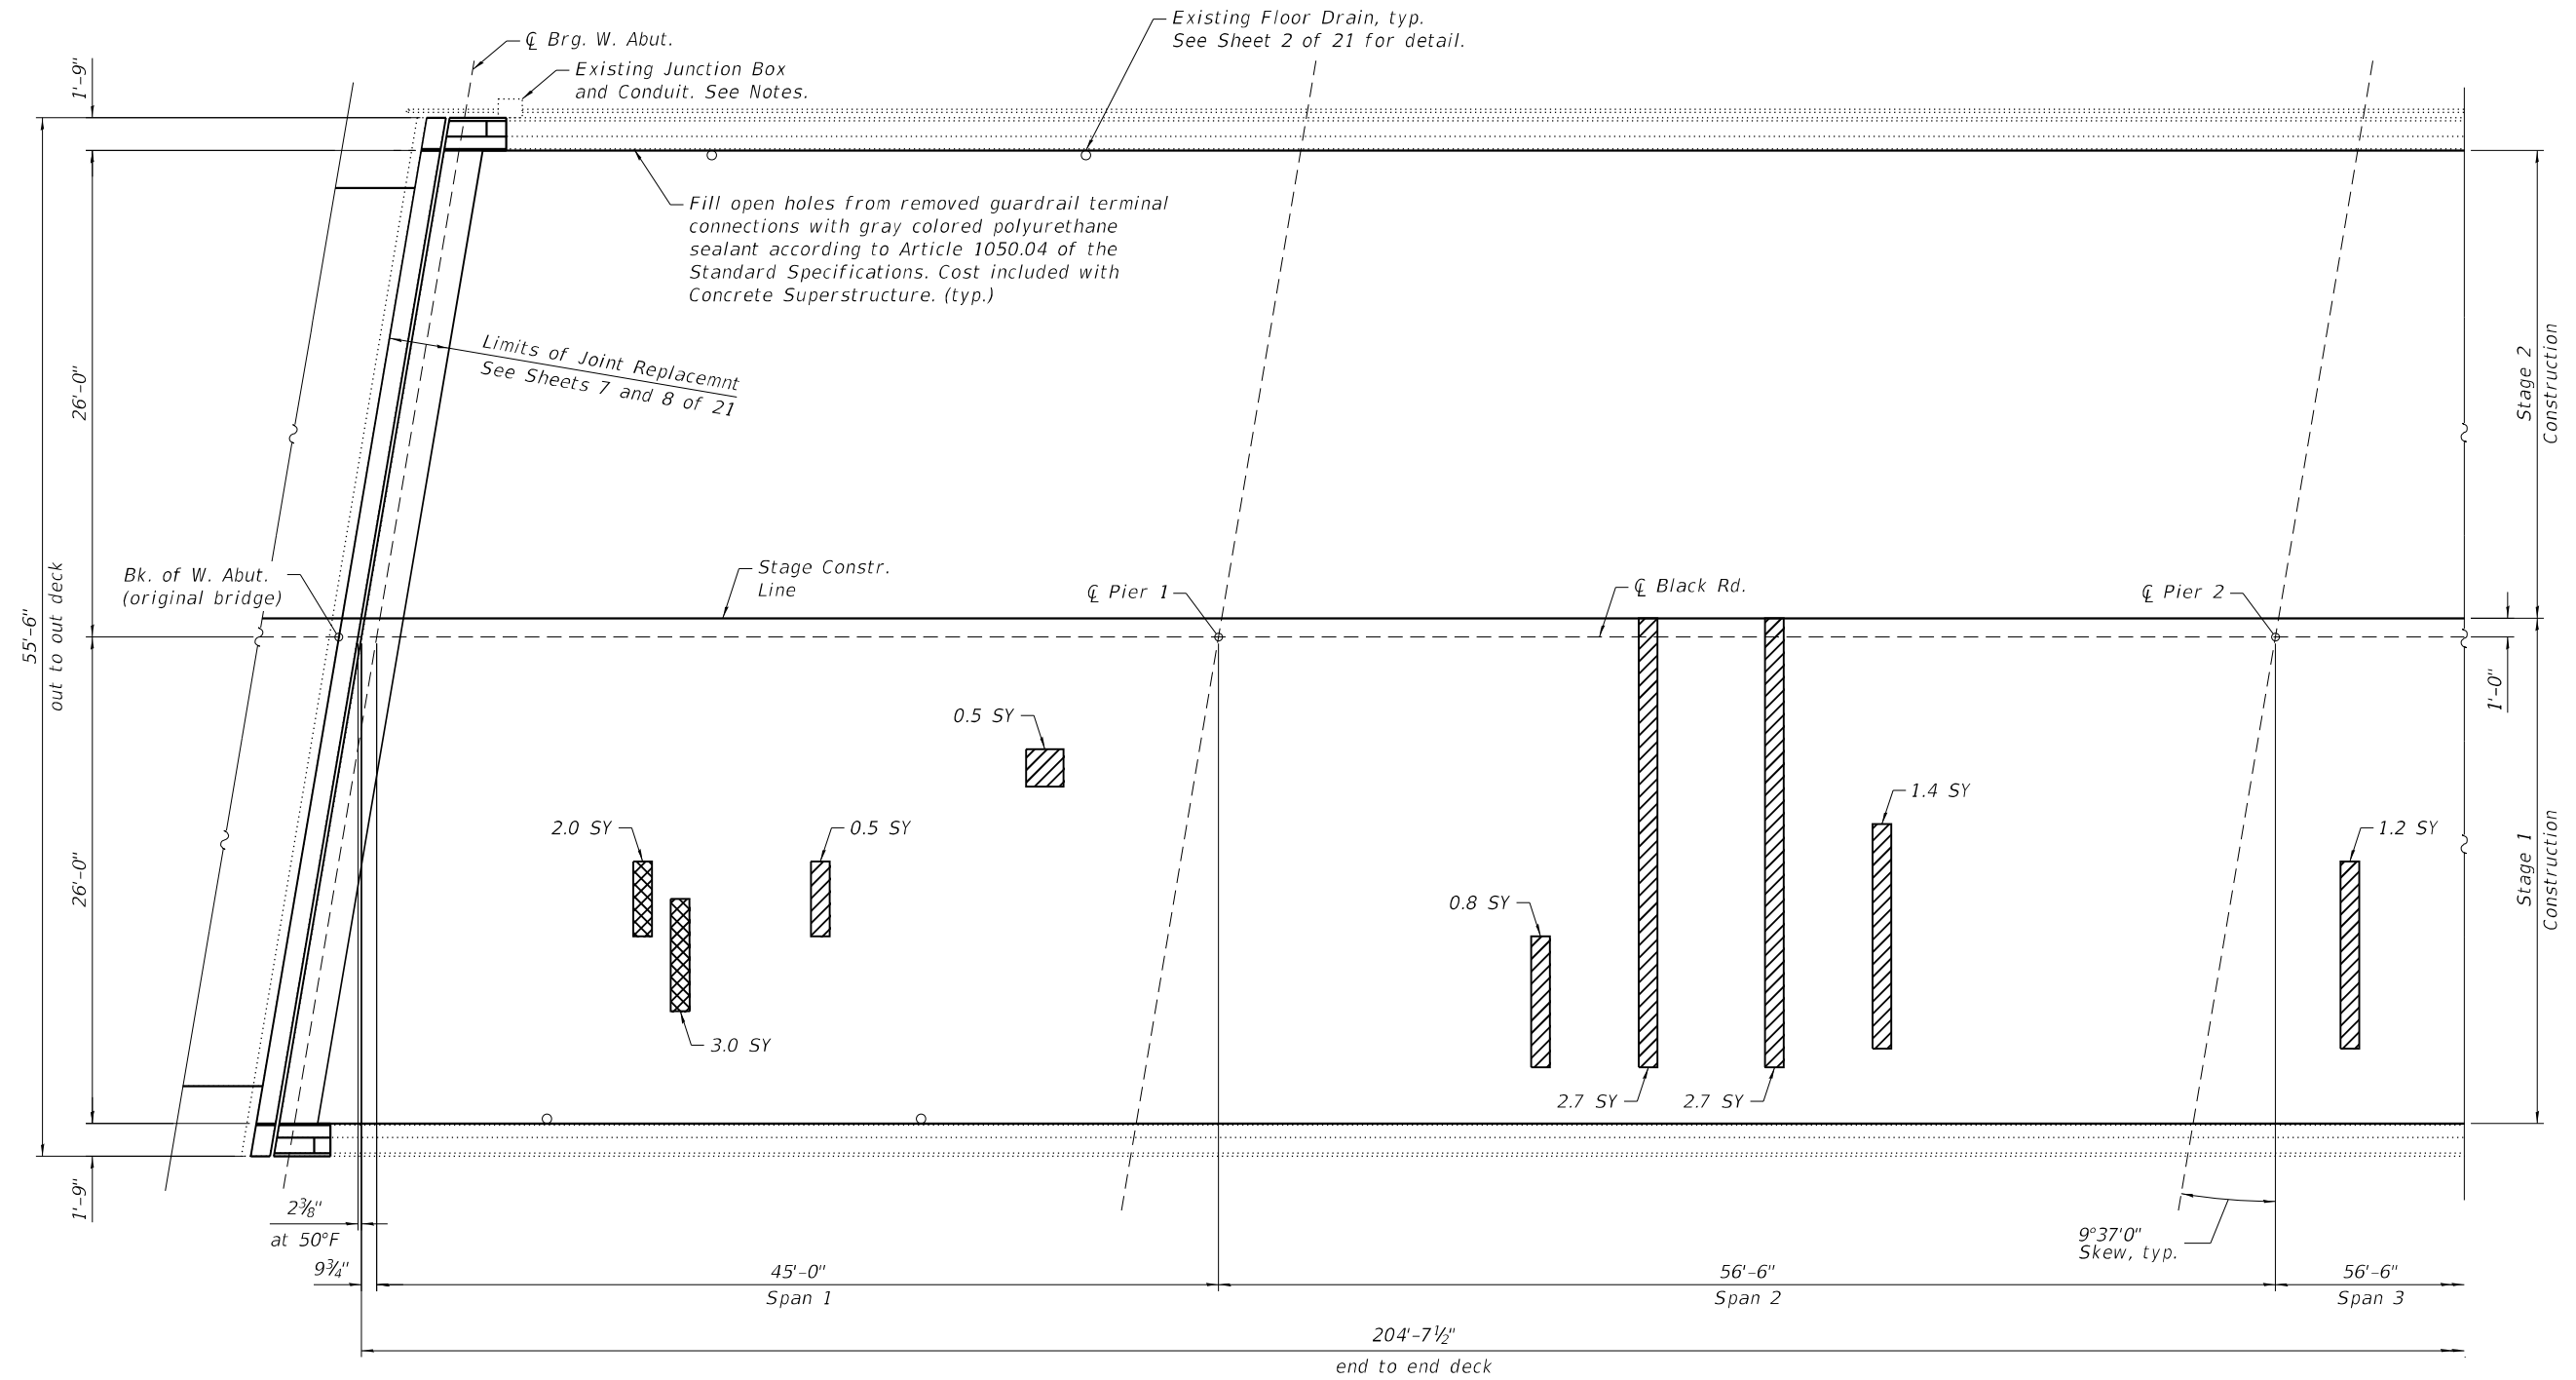 ℄ Brg. W. Abut.
Existing Junction Box
and Conduit. See Notes.
Existing Floor Drain, typ.
See Sheet 2 of 21 for detail.
1'-9"
Fill open holes from removed guardrail terminal
connections with gray colored polyurethane
sealant according to Article 1050.04 of the
Standard Specifications. Cost included with
Concrete Superstructure. (typ.)
Limits of Joint Replacemnt
See Sheets 7 and 8 of 21
26'-0"
Stage 2
Construction
55'-6"
out to out deck
Bk. of W. Abut.
(original bridge)
Stage Constr.
Line
℄ Pier 1
℄ Black Rd.
℄ Pier 2
1'-0"
0.5 SY
2.0 SY
0.5 SY
3.0 SY
0.8 SY
2.7 SY
2.7 SY
1.4 SY
1.2 SY
26'-0"
Stage 1
Construction
1'-9"
2⅜"
at 50°F
9¾"
45'-0"
Span 1
56'-6"
Span 2
56'-6"
Span 3
9°37'0"
Skew, typ.
204'-7½"
end to end deck